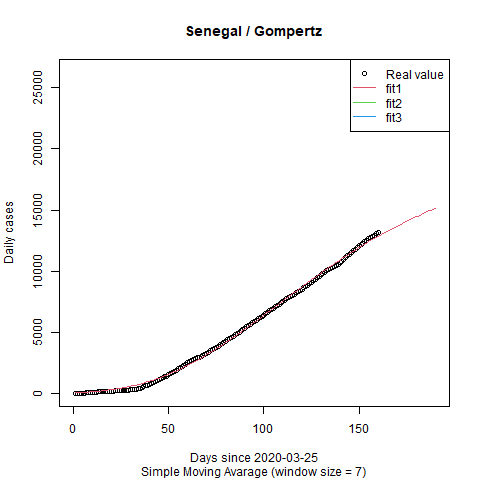 Senegal / Gompertz
Real value
fit1
fit2
fit3
Daily cases
25000
20000
15000
10000
5000
0
0
50
100
150
Days since 2020-03-25
Simple Moving Avarage (window size = 7)